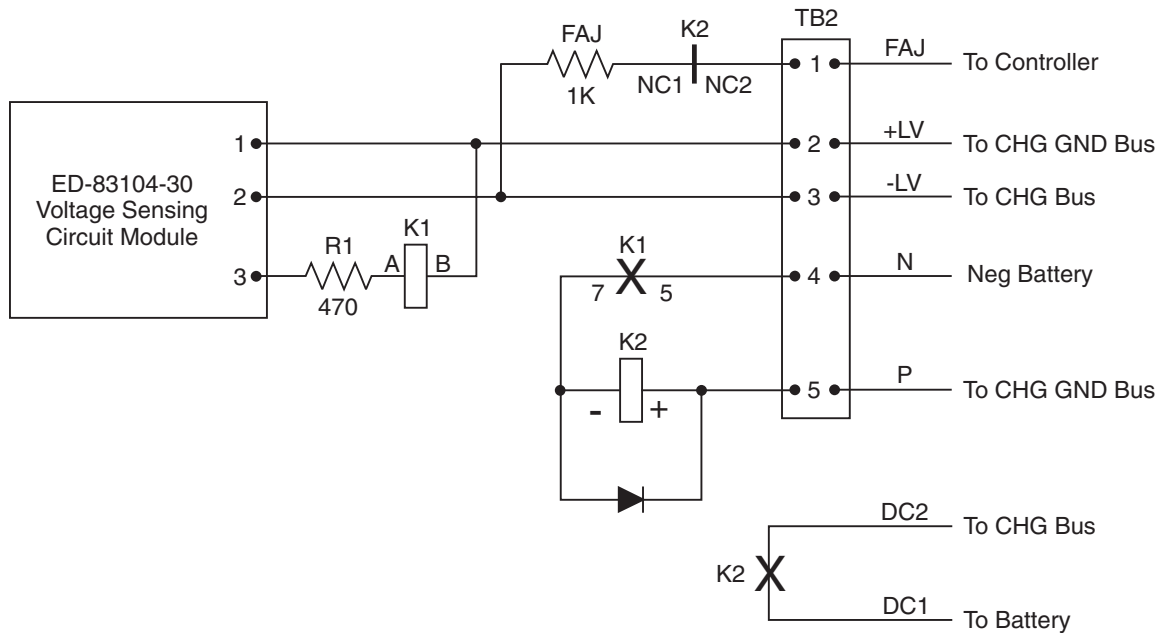 TB2
FAJ
K2
FAJ
1
To Controller
NC1
NC2
1K
1
+LV
2
To CHG GND Bus
ED-83104-30
Voltage Sensing
Circuit Module
2
-LV
3
To CHG Bus
K1
R1
A
B
3
470
K1
7
5
N
4
Neg Battery
K2
-
+
P
5
To CHG GND Bus
DC2
To CHG Bus
K2
DC1
To Battery